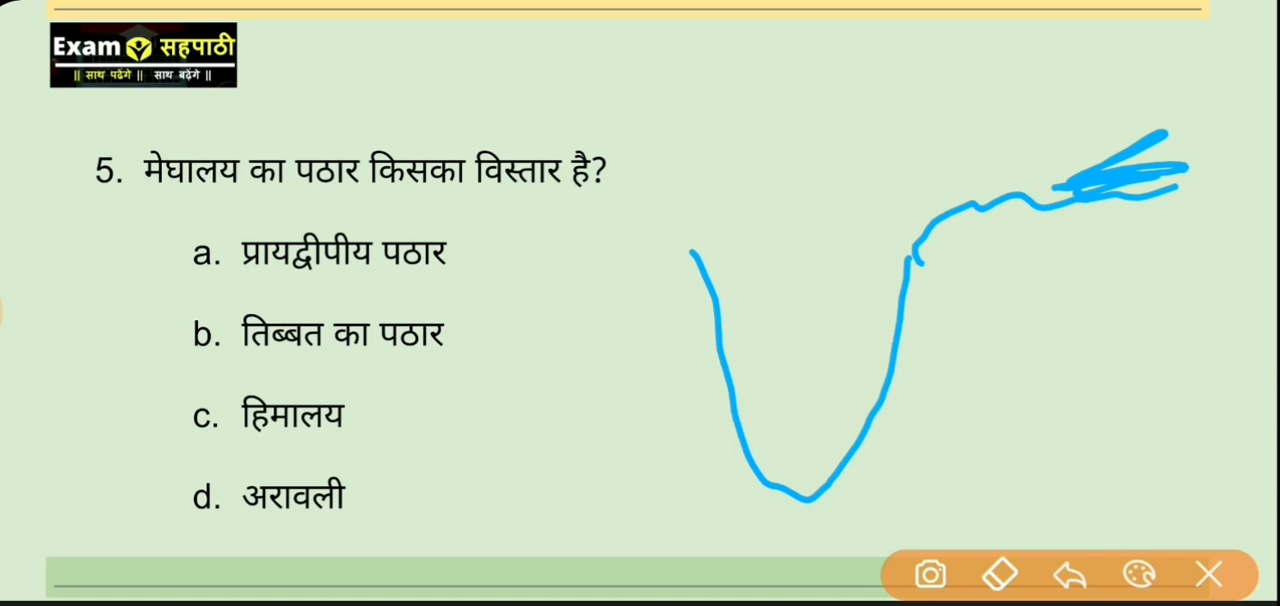 Exam सहपाठी
|| साथ पढेंगे || साथ बढ़ेंगे ||
5. मेघालय का पठार किसका विस्तार है?
a. प्रायद्वीपीय पठार
b. तिब्बत का पठार
c. हिमालय
d. अरावली